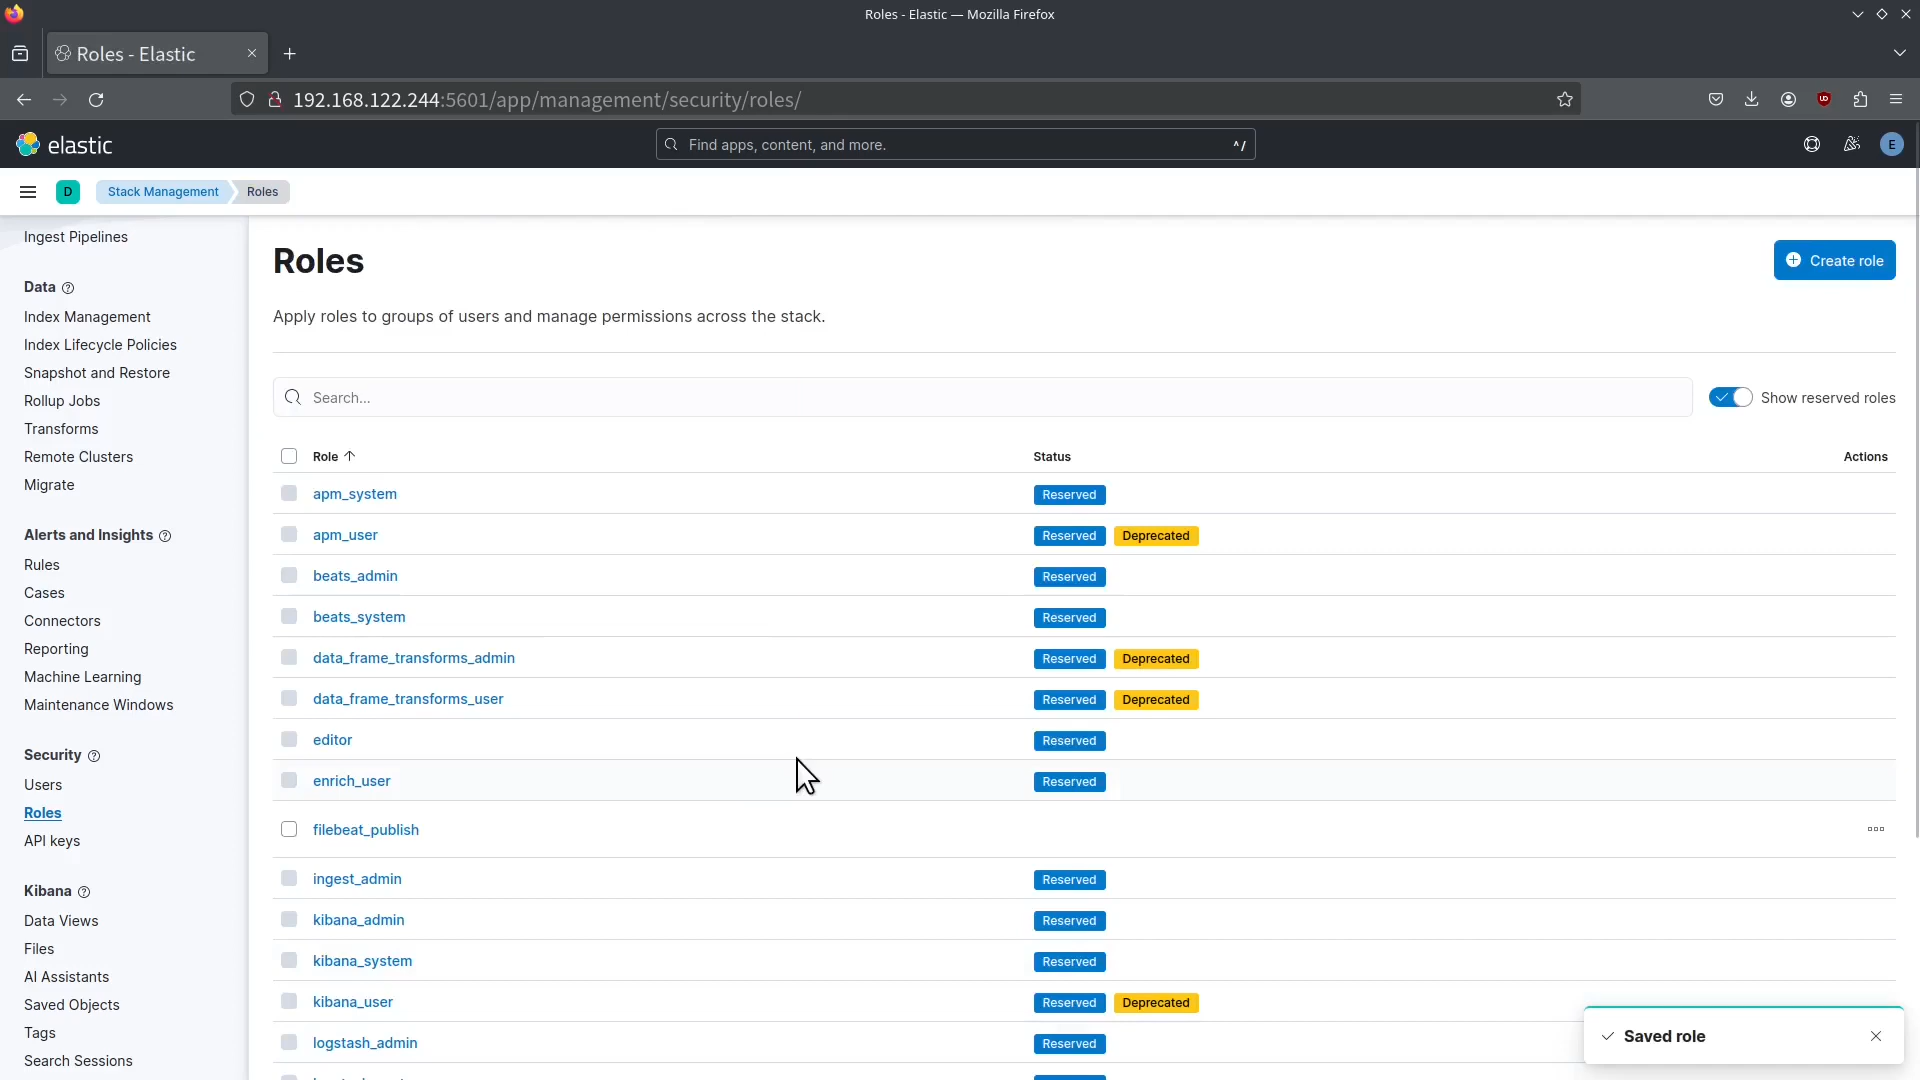 Roles - Elastic — Mozilla Firefox
Roles - Elastic
192.168.122.244:5601/app/management/security/roles/
elastic
Find apps, content, and more.
^/
E
D
Stack Management
Roles
Ingest Pipelines
Data
Index Management
Index Lifecycle Policies
Snapshot and Restore
Rollup Jobs
Transforms
Remote Clusters
Migrate
Alerts and Insights
Rules
Cases
Connectors
Reporting
Machine Learning
Maintenance Windows
Security
Users
Roles
API keys
Kibana
Data Views
Files
AI Assistants
Saved Objects
Tags
Search Sessions
Roles
Create role
Apply roles to groups of users and manage permissions across the stack.
Search...
Show reserved roles
Role Status Actions
apm_system Reserved
apm_user Reserved Deprecated
beats_admin Reserved
beats_system Reserved
data_frame_transforms_admin Reserved Deprecated
data_frame_transforms_user Reserved Deprecated
editor Reserved
enrich_user Reserved
filebeat_publish
ingest_admin Reserved
kibana_admin Reserved
kibana_system Reserved
kibana_user Reserved Deprecated
logstash_admin Reserved
Saved role